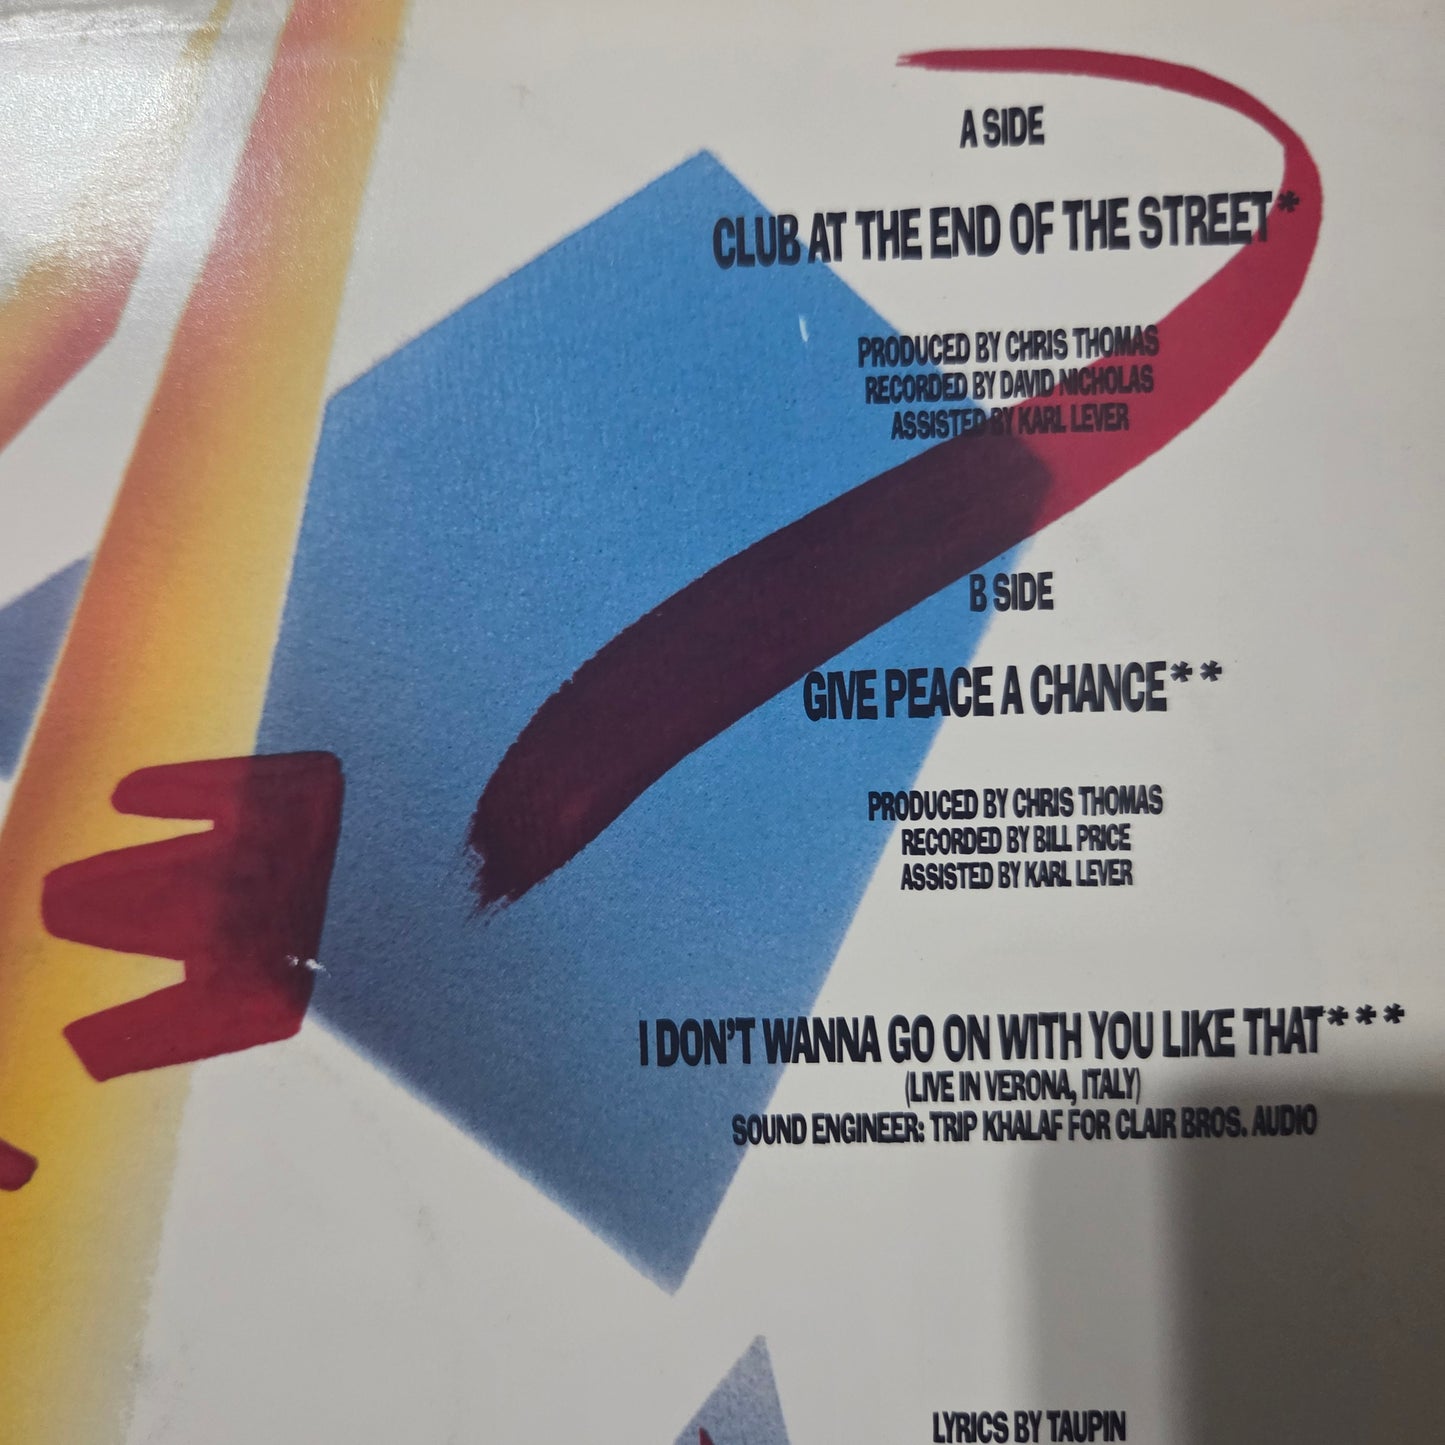 A SIDE
CLUB AT THE END OF THE STREET*
PRODUCED BY CHRIS THOMAS
RECORDED BY DAVID NICHOLAS
ASSISTED BY KARL LEVER
B SIDE
GIVE PEACE A CHANCE**
PRODUCED BY CHRIS THOMAS
RECORDED BY BILL PRICE
ASSISTED BY KARL LEVER
I DON'T WANNA GO ON WITH YOU LIKE THAT***
(LIVE IN VERONA, ITALY)
SOUND ENGINEER: TRIP KHALAF FOR CLAIR BROS. AUDIO
LYRICS BY TAUPIN